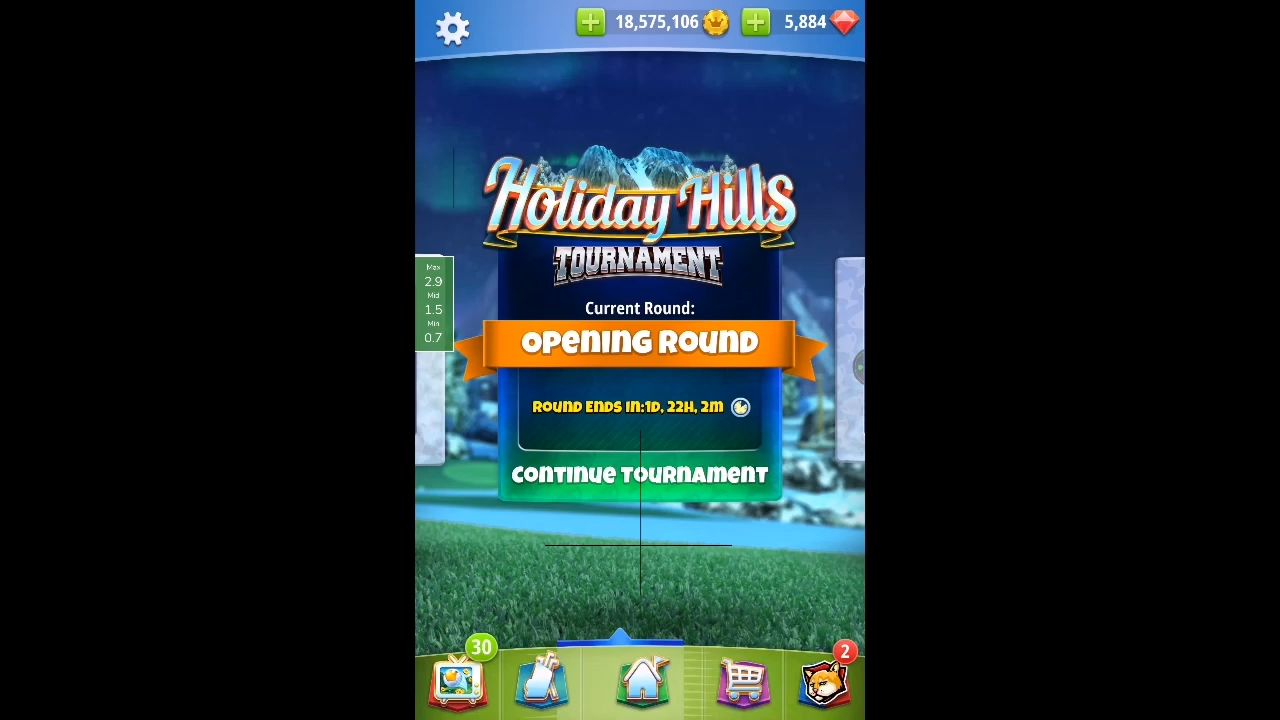 18,575,106
5,884
Holiday Hills
TOURNAMENT
Current Round:
OPENING ROUND
Max
2.9
Mid
1.5
Min
0.7
ROUND ENDS IN:1D, 22H, 2M
CONTINUE TOURNAMENT
30
2